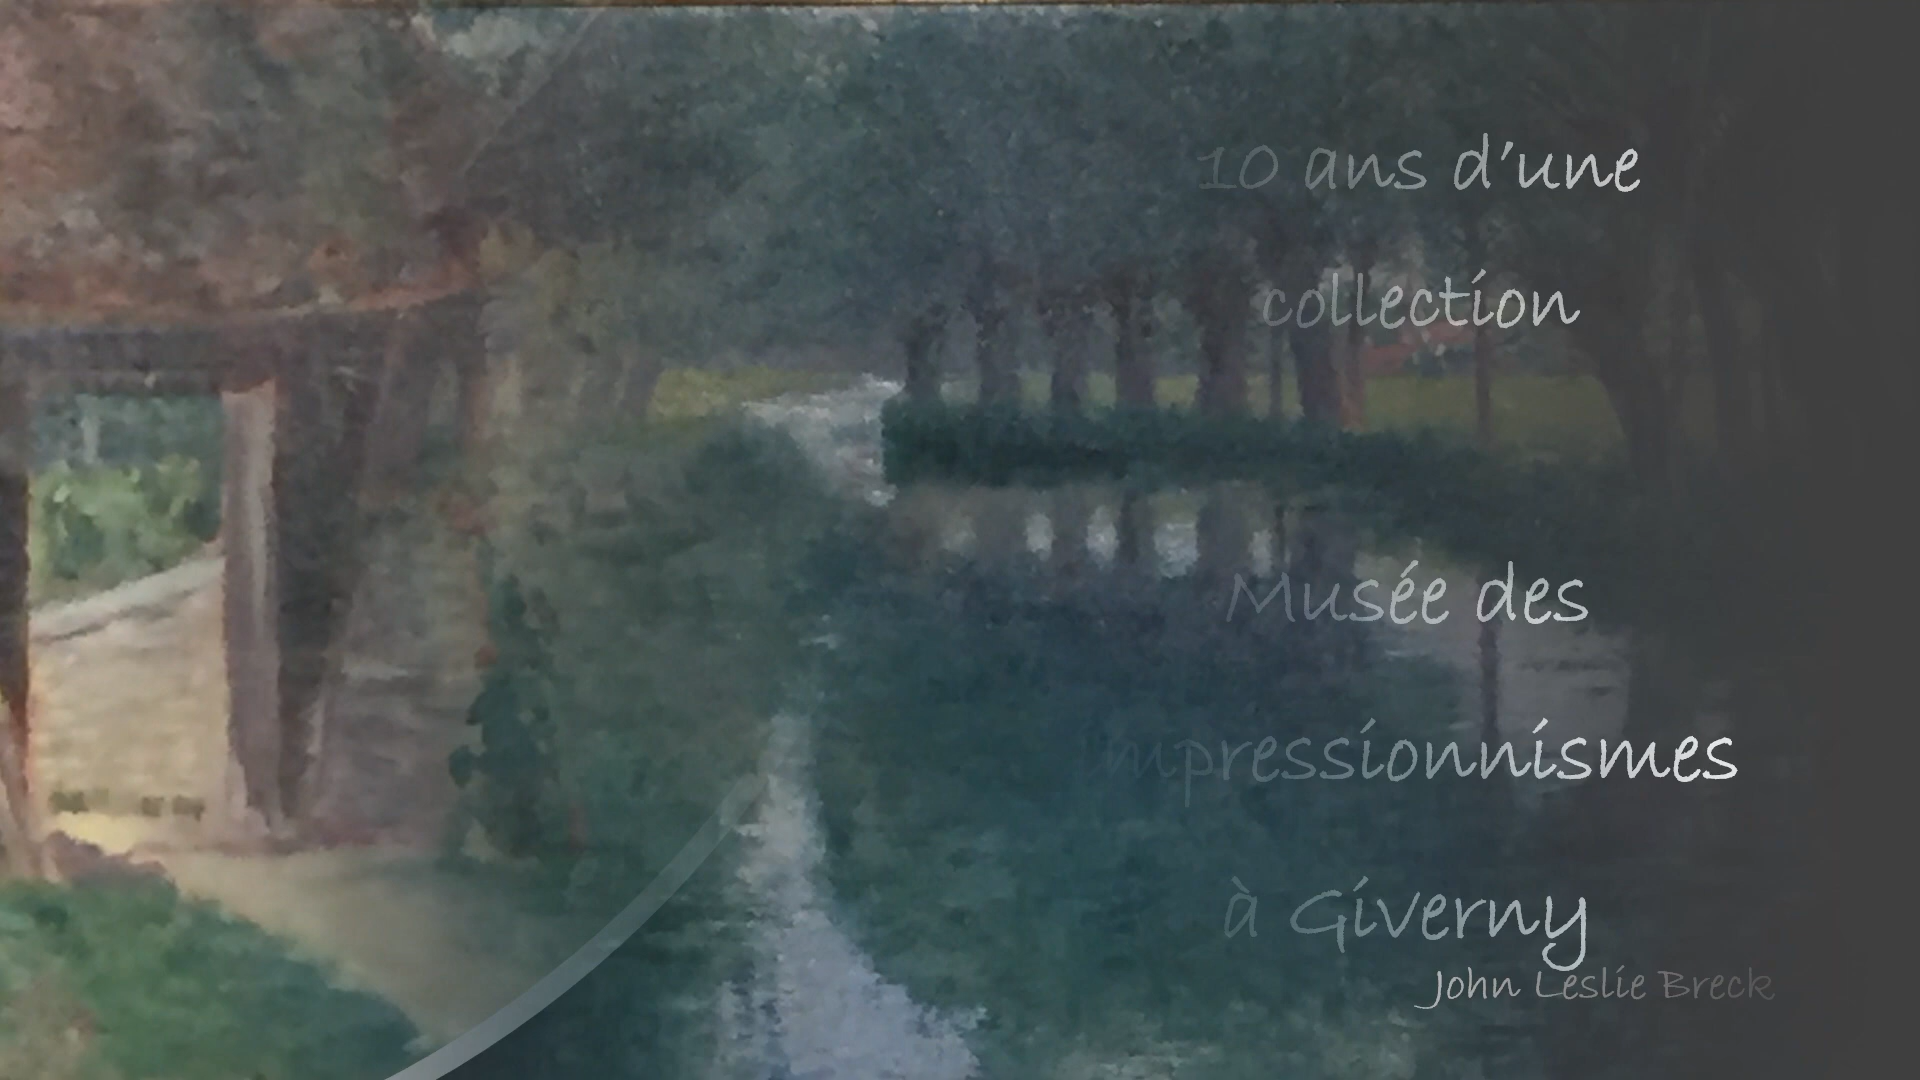 10 ans d'une
collection
Musée des
impressionnismes
à Giverny
John Leslie Breck